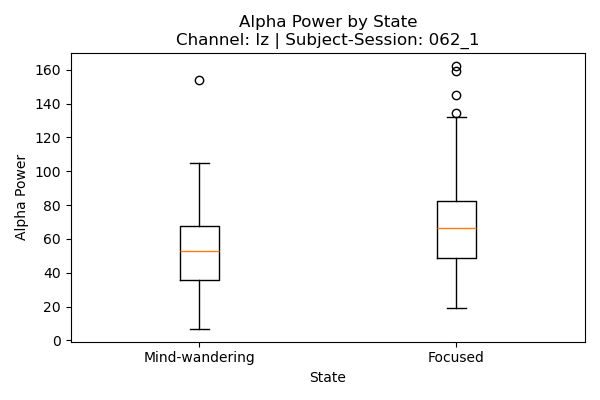 Alpha Power by State
Channel: Iz | Subject-Session: 062_1
160
140
120
100
80
60
40
20
0
Alpha Power
Mind-wandering
Focused
State